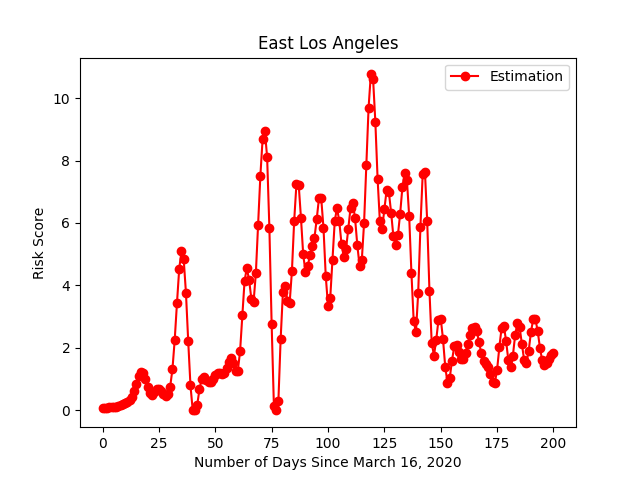 East Los Angeles
Estimation
Risk Score
10
8
6
4
2
0
0 25 50 75 100 125 150 175 200
Number of Days Since March 16, 2020